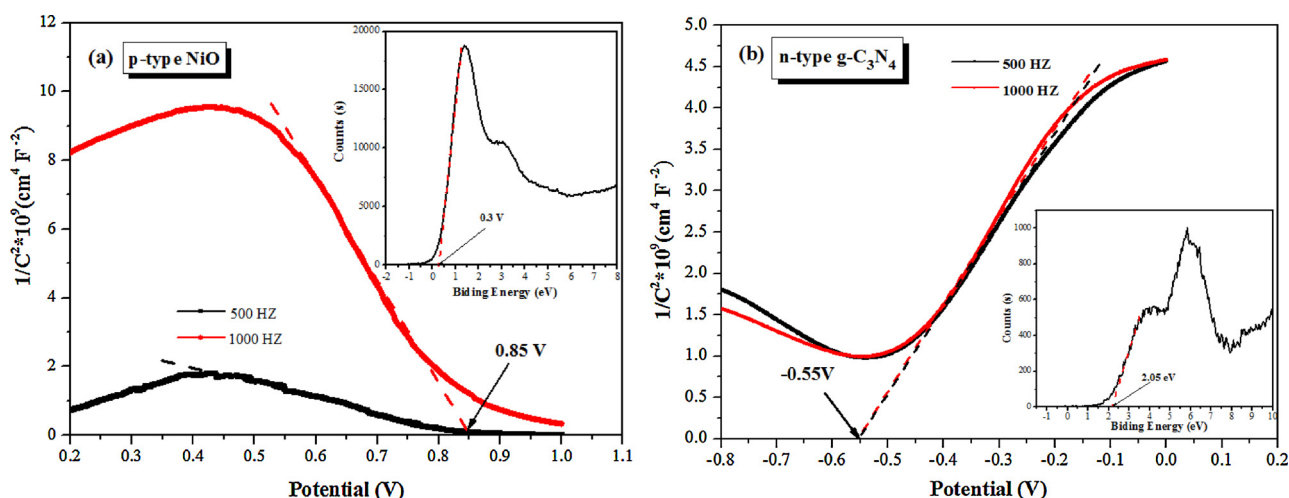 (a)
p-type NiO
1/C²*10⁹(cm⁴ F⁻²)
12
10
8
6
4
2
0
0.2 0.3 0.4 0.5 0.6 0.7 0.8 0.9 1.0 1.1
Potential (V)
500 HZ
1000 HZ
0.85 V
Counts (s)
20000
15000
10000
5000
0
0.3 V
-2 -1 0 1 2 3 4 5 6 7 8
Biding Energy (eV)
(b)
n-type g-C₃N₄
500 HZ
1000 HZ
1/C²*10⁹(cm⁴ F⁻²)
5.0
4.5
4.0
3.5
3.0
2.5
2.0
1.5
1.0
0.5
0.0
-0.8 -0.7 -0.6 -0.5 -0.4 -0.3 -0.2 -0.1 0.0 0.1 0.2
Potential (V)
-0.55V
Counts (s)
1000
800
600
400
200
0
2.05 eV
-1 0 1 2 3 4 5 6 7 8 9 10
Biding Energy (eV)